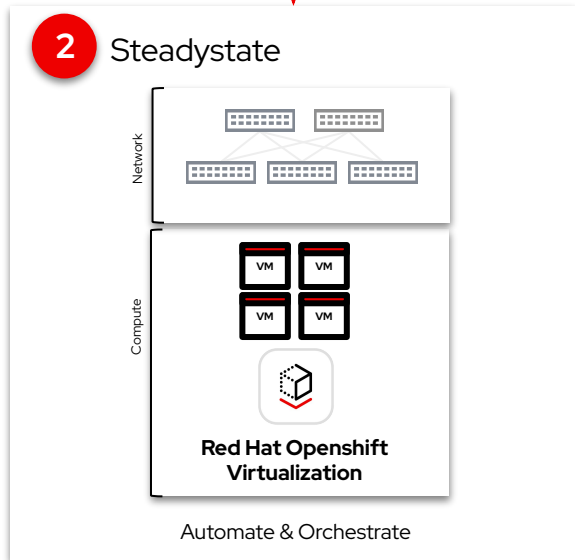 2 Steadystate
Network
VM VM
VM VM
Compute
Red Hat Openshift
Virtualization
Automate & Orchestrate